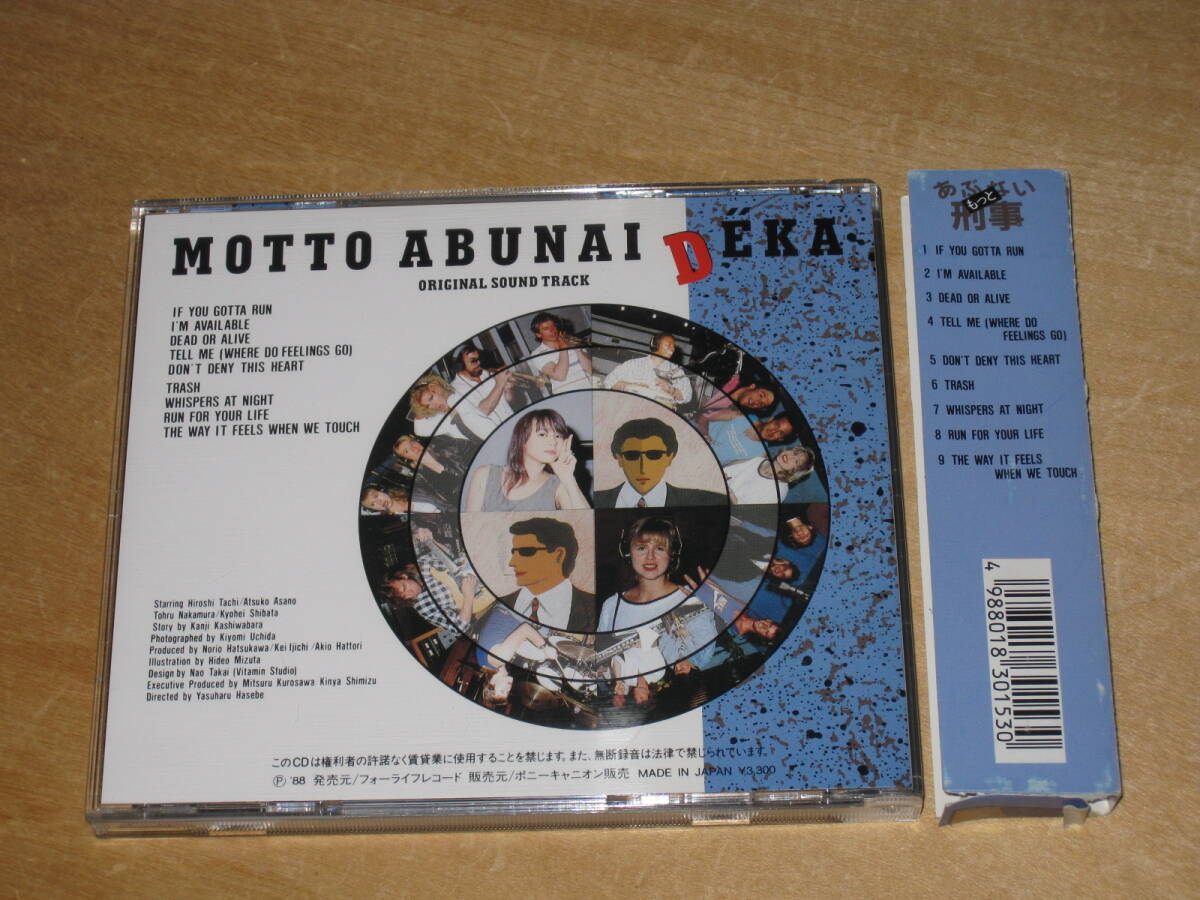 MOTTO ABUNAI DËKA
ORIGINAL SOUND TRACK
IF YOU GOTTA RUN
I'M AVAILABLE
DEAD OR ALIVE
TELL ME (WHERE DO FEELINGS GO)
DON'T DENY THIS HEART
TRASH
WHISPERS AT NIGHT
RUN FOR YOUR LIFE
THE WAY IT FEELS WHEN WE TOUCH
Starring Hiroshi Tachi/Atsuko Asano
Tohru Nakamura/Kyohei Shibata
Story by Kanji Kashiwabara
Photographed by Kiyomi Uchida
Produced by Norio Hatsukawa/Kei Ijichi/Akio Hattori
Illustration by Hideo Mizuta
Design by Nao Takai (Vitamin Studio)
Executive Produced by Mitsuru Kurosawa Kinya Shimizu
Directed by Yasuharu Hasebe
このCDは権利者の許諾なく賃貸業に使用することを禁じます。また、無断録音は法律で禁じられています。
Ⓟ '88 発売元/フォーライフレコード 販売元/ポニーキャニオン販売 MADE IN JAPAN ¥3,300
あぶない
もっと
刑事
1 IF YOU GOTTA RUN
2 I'M AVAILABLE
3 DEAD OR ALIVE
4 TELL ME (WHERE DO
FEELINGS GO)
5 DON'T DENY THIS HEART
6 TRASH
7 WHISPERS AT NIGHT
8 RUN FOR YOUR LIFE
9 THE WAY IT FEELS
WHEN WE TOUCH
4 988018 301530